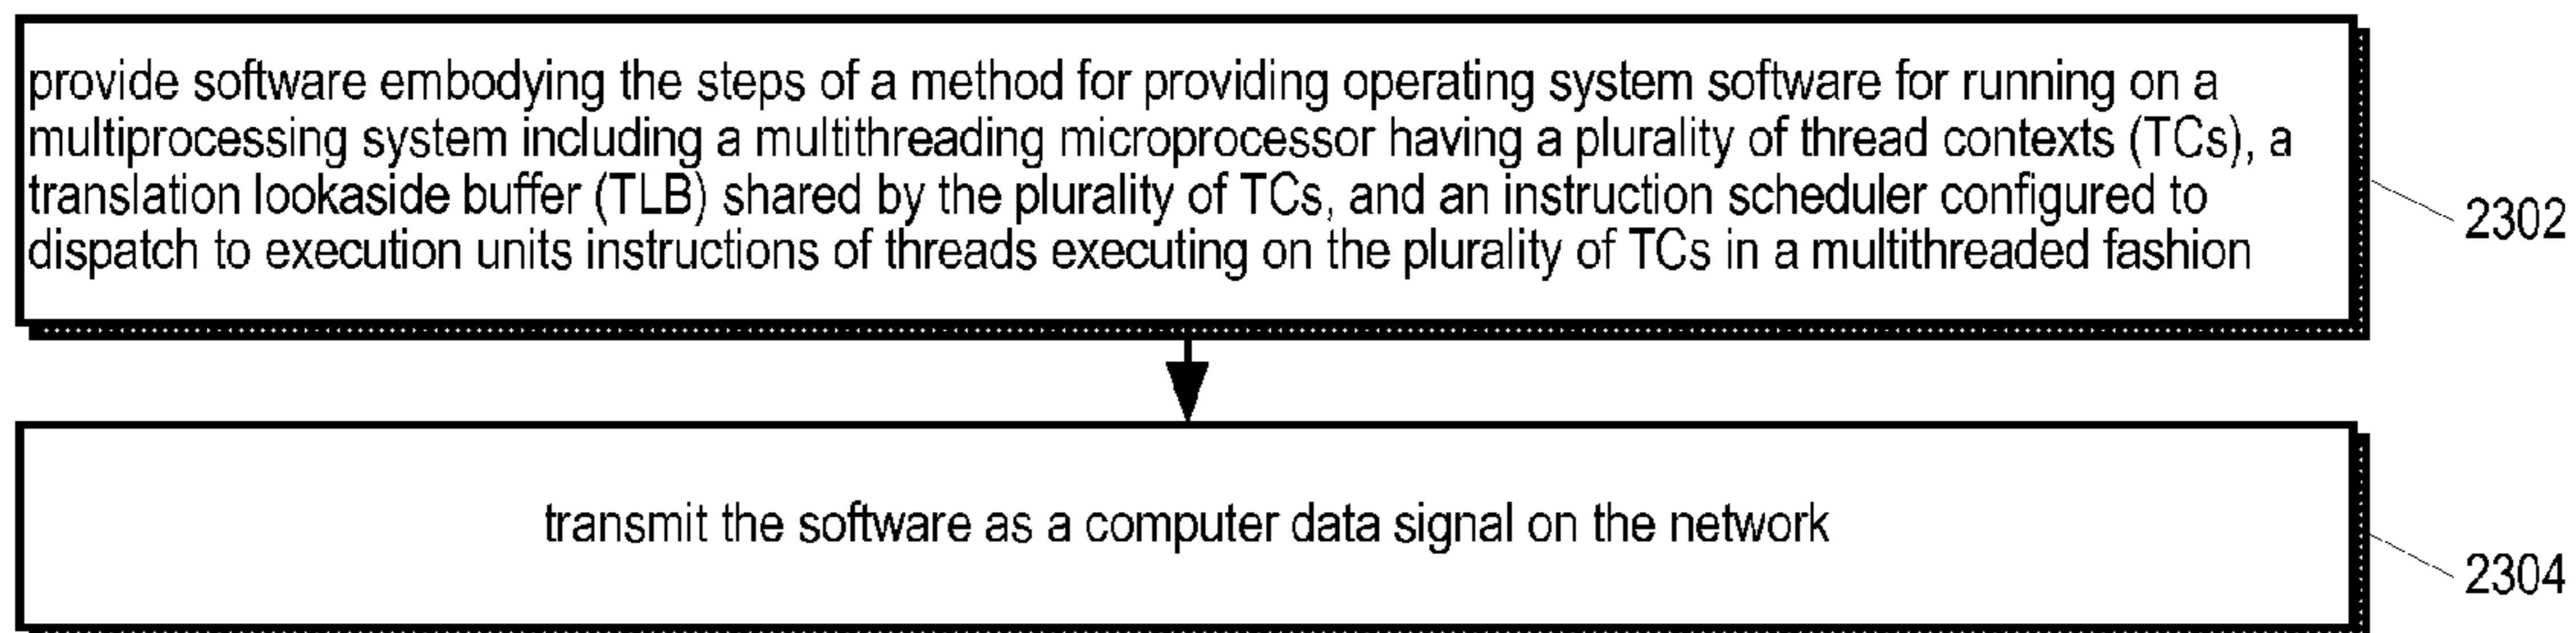 provide software embodying the steps of a method for providing operating system software for running on a
multiprocessing system including a multithreading microprocessor having a plurality of thread contexts (TCs), a
translation lookaside buffer (TLB) shared by the plurality of TCs, and an instruction scheduler configured to
dispatch to execution units instructions of threads executing on the plurality of TCs in a multithreaded fashion
2302
transmit the software as a computer data signal on the network
2304